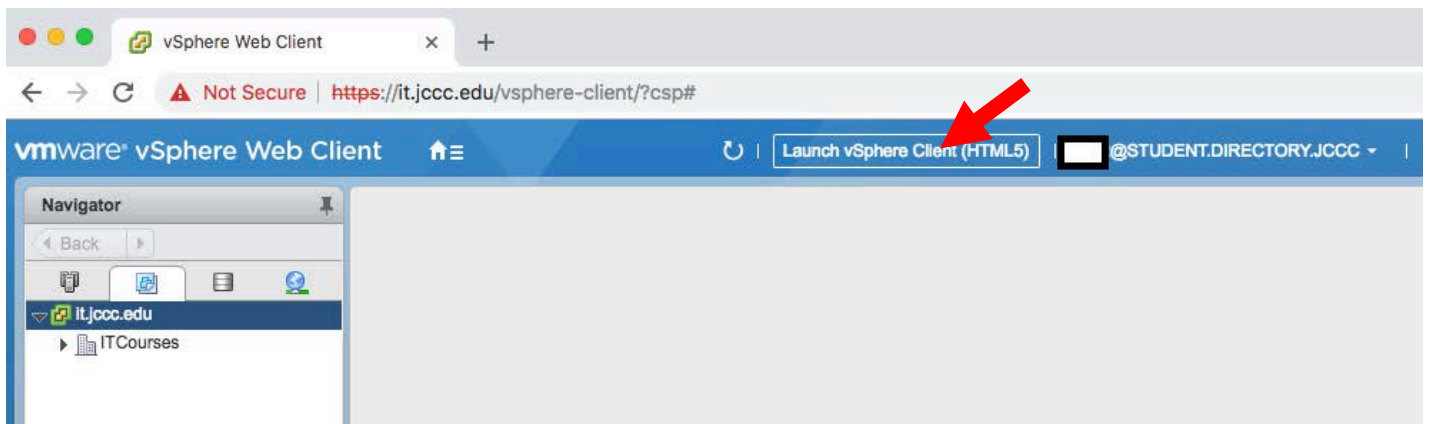 vSphere Web Client
Not Secure | https://it.jccc.edu/vsphere-client/?csp#
vmware® vSphere Web Client
Launch vSphere Client (HTML5)
@STUDENT.DIRECTORY.JCCC
Navigator
Back
it.jccc.edu
ITCourses